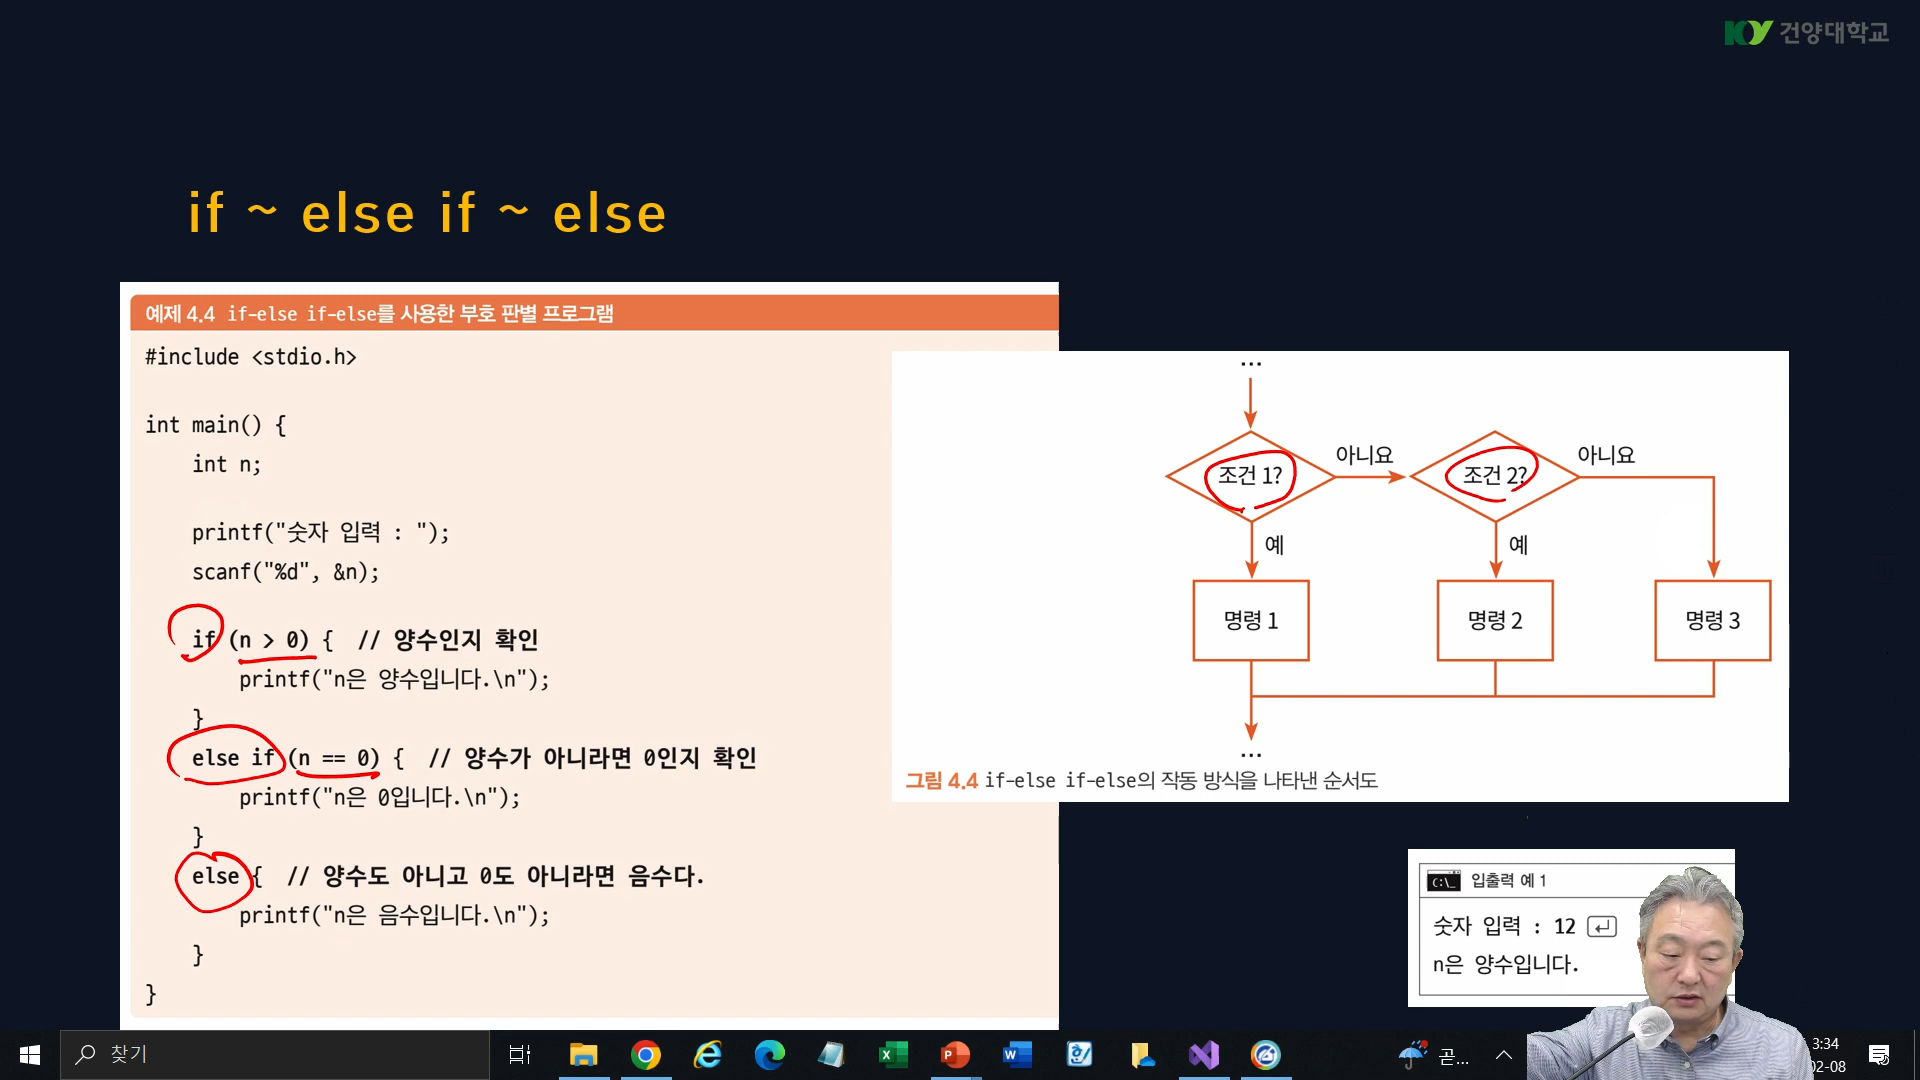 KY 건양대학교
if ~ else if ~ else
예제 4.4 if-else if-else를 사용한 부호 판별 프로그램
#include <stdio.h>
int main() {
int n;
printf("숫자 입력 : ");
scanf("%d", &n);
if (n > 0) { // 양수인지 확인
printf("n은 양수입니다.\n");
}
else if (n == 0) { // 양수가 아니라면 0인지 확인
printf("n은 0입니다.\n");
}
else { // 양수도 아니고 0도 아니라면 음수다.
printf("n은 음수입니다.\n");
}
}
...
조건 1? 아니요 조건 2? 아니요
예 예
명령 1 명령 2 명령 3
...
그림 4.4 if-else if-else의 작동 방식을 나타낸 순서도
C:\_ 입출력 예 1
숫자 입력 : 12
n은 양수입니다.
찾기
곧...
3:34
02-08